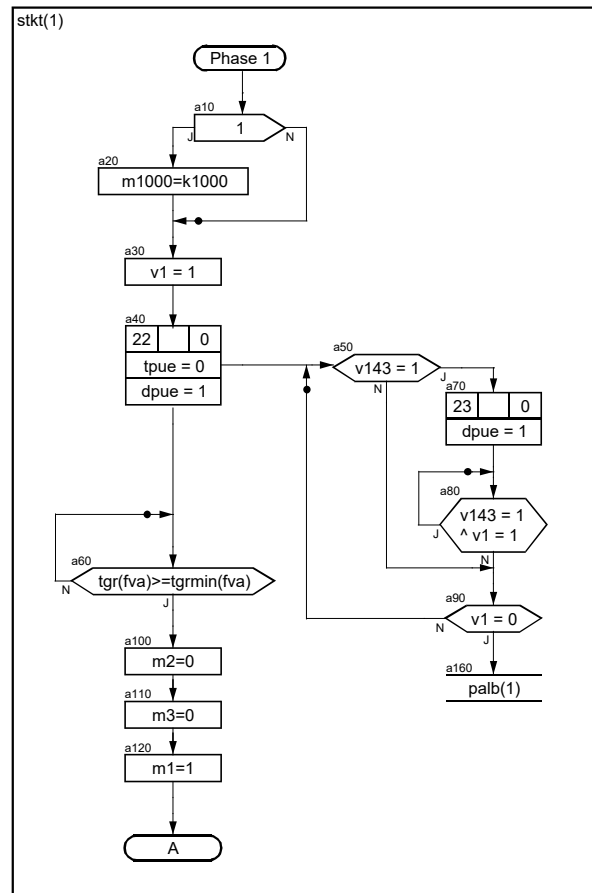 stkt(1)
Phase 1
a10
1
J
N
a20
m1000=k1000
a30
v1 = 1
a40
22 0
tpue = 0
dpue = 1
a50
v143 = 1
J
N
a70
23 0
dpue = 1
a80
v143 = 1
^ v1 = 1
J
N
a60
tgr(fva)>=tgrmin(fva)
N
J
a90
v1 = 0
N
J
a100
m2=0
a110
m3=0
a120
m1=1
a160
palb(1)
A